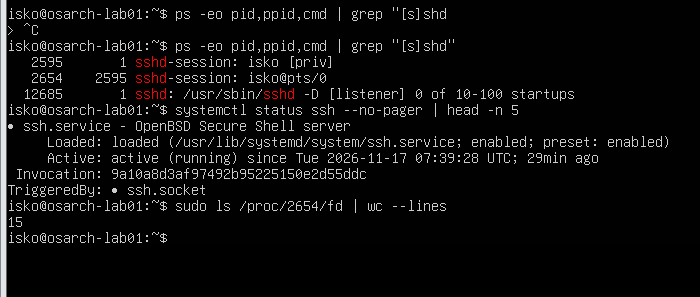 isko@osarch-lab01:~$ ps -eo pid,ppid,cmd | grep "[s]shd
> ^C
isko@osarch-lab01:~$ ps -eo pid,ppid,cmd | grep "[s]shd"
   2595       1 sshd-session: isko [priv]
   2654    2595 sshd-session: isko@pts/0
  12685       1 sshd: /usr/sbin/sshd -D [listener] 0 of 10-100 startups
isko@osarch-lab01:~$ systemctl status ssh --no-pager | head -n 5
● ssh.service - OpenBSD Secure Shell server
     Loaded: loaded (/usr/lib/systemd/system/ssh.service; enabled; preset: enabled)
     Active: active (running) since Tue 2026-11-17 07:39:28 UTC; 29min ago
 Invocation: 9a10a8d3af97492b95225150e2d55ddc
TriggeredBy: ● ssh.socket
isko@osarch-lab01:~$ sudo ls /proc/2654/fd | wc --lines
15
isko@osarch-lab01:~$